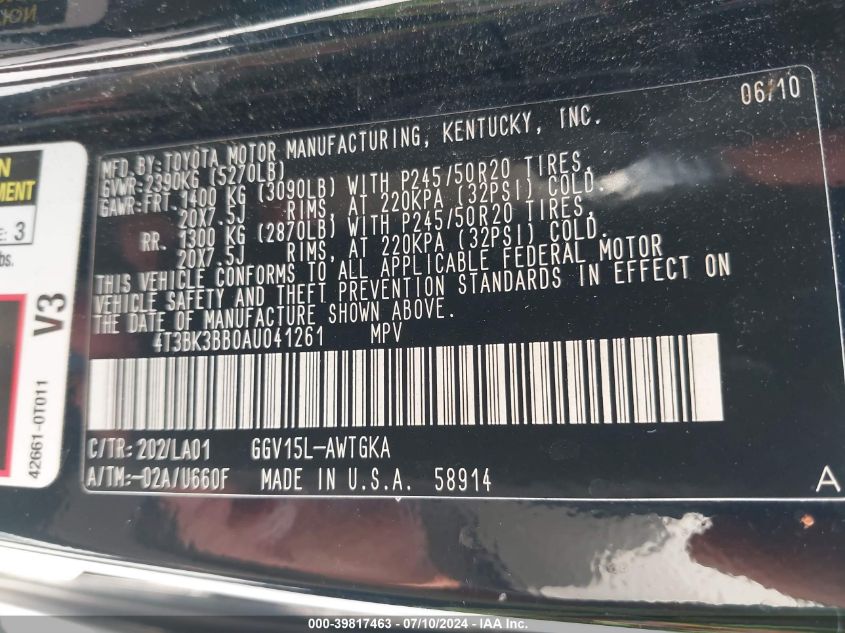 06/10
MFD. BY: TOYOTA MOTOR MANUFACTURING, KENTUCKY, INC.
GVWR: 2390KG (5270LB)
GAWR: FRT. 1400 KG (3090LB) WITH P245/50R20 TIRES,
20X7.5J RIMS, AT 220KPA (32PSI) COLD.
RR. 1300 KG (2870LB) WITH P245/50R20 TIRES,
20X7.5J RIMS, AT 220KPA (32PSI) COLD.
THIS VEHICLE CONFORMS TO ALL APPLICABLE FEDERAL MOTOR
VEHICLE SAFETY AND THEFT PREVENTION STANDARDS IN EFFECT ON
THE DATE OF MANUFACTURE SHOWN ABOVE.
4T3BK3BB0AU041261 MPV
C/TR: 202/LA01 GGV15L-AWTGKA
A/TM:-02A/U660F MADE IN U.S.A. 58914
A
: 3
bs.
V3
42661-0T011
000-39817463 - 07/10/2024 - IAA Inc.